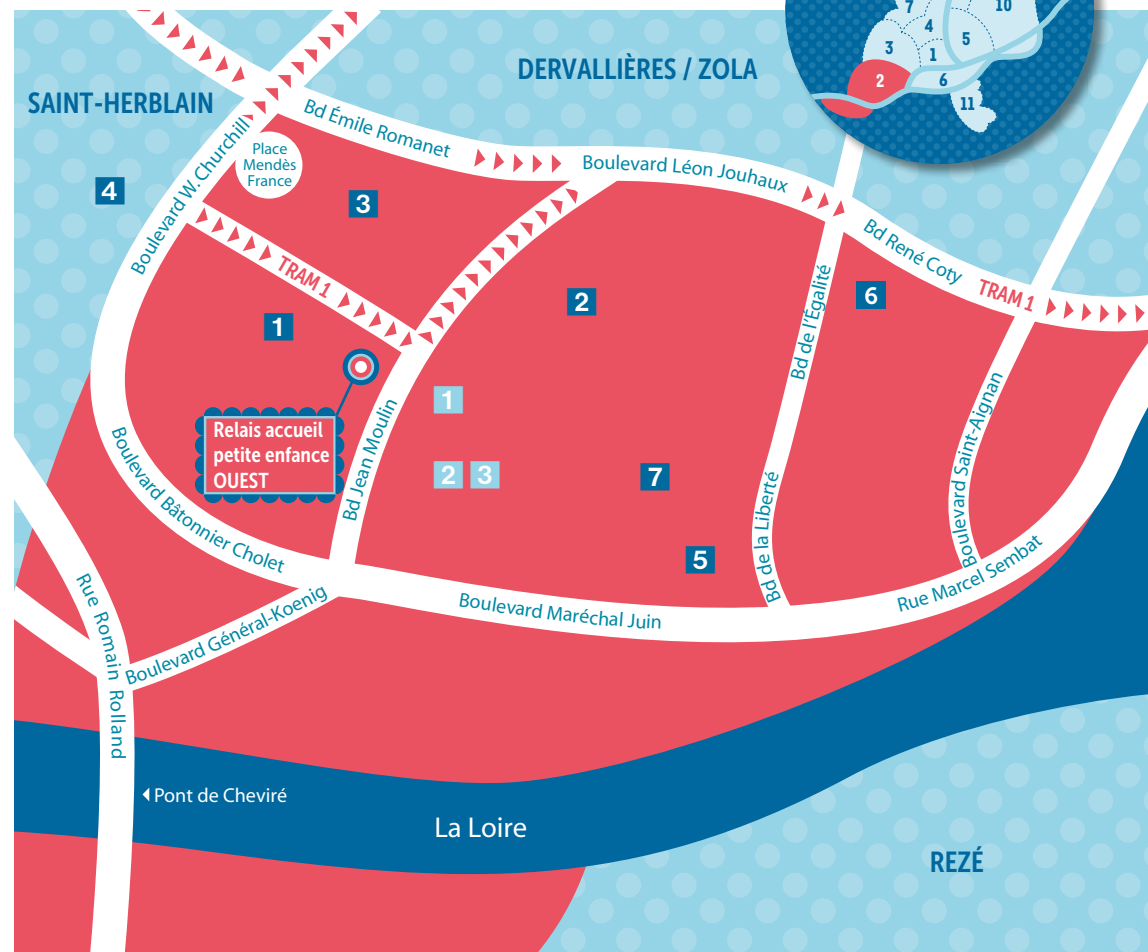 7
10
4
5
3
1
2
6
11
DERVALLIÈRES / ZOLA
SAINT-HERBLAIN
Bd Émile Romanet
Boulevard Léon Jouhaux
Boulevard W. Churchill
Place
Mendès
France
4
3
Bd René Coty
TRAM 1
TRAM 1
1
2
6
Bd de l'Égalité
1
Relais accueil
petite enfance
OUEST
Bd Jean Moulin
2
3
7
5
Bd de la Liberté
Boulevard Saint-Aignan
Boulevard Bâtonnier Cholet
Boulevard Maréchal Juin
Rue Marcel Sembat
Boulevard Général-Koenig
Rue Romain Rolland
Pont de Cheviré
La Loire
REZÉ